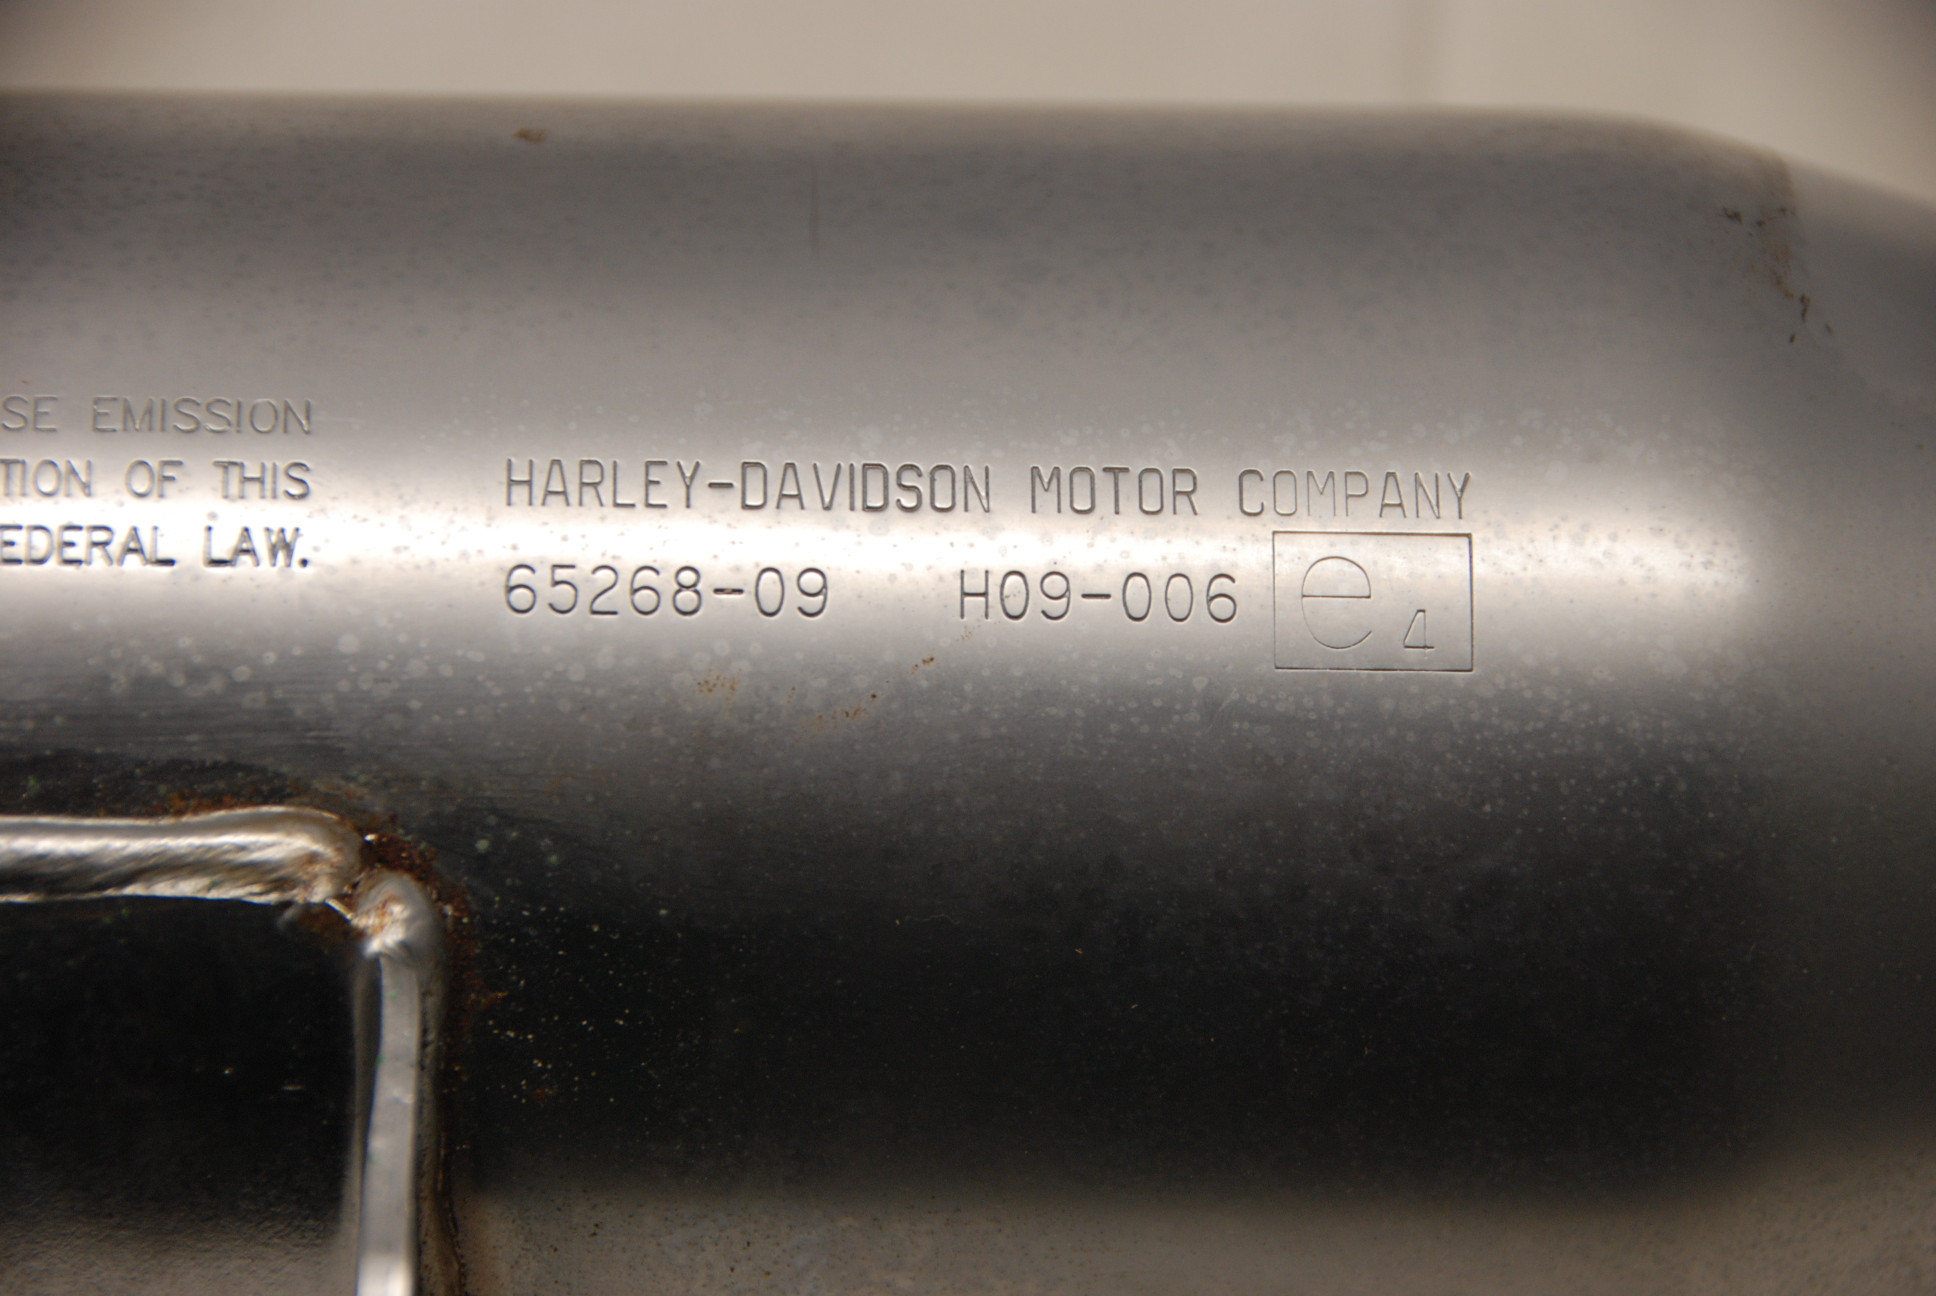 SE EMISSION
TION OF THIS
EDERAL LAW.
HARLEY-DAVIDSON MOTOR COMPANY
65268-09 H09-006 e4